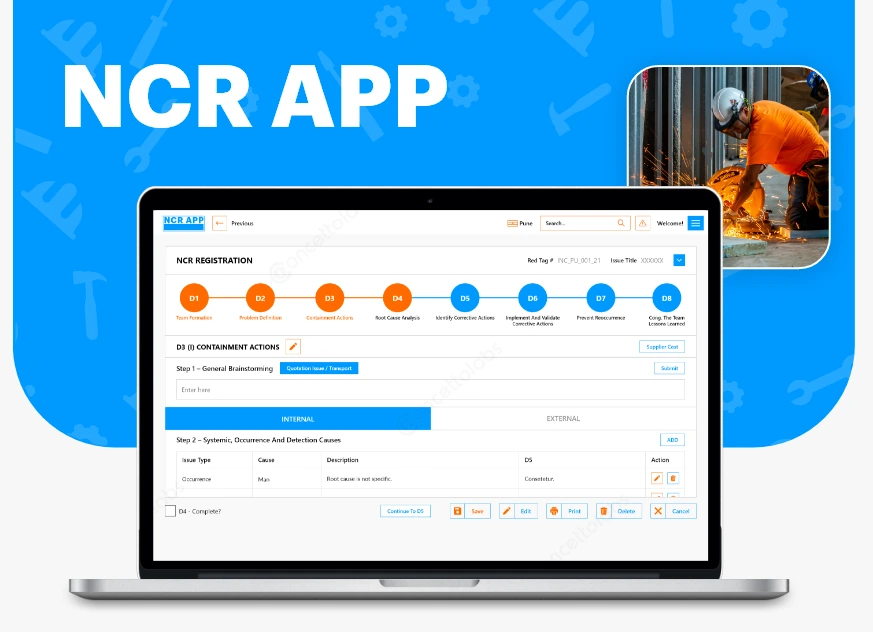 NCR APP
NCR APP
Previous
Pune
Search...
Welcome!
NCR REGISTRATION
Red Tag # INC_PU_001_21 Issue Title XXXXXX
D1 D2 D3 D4 D5 D6 D7 D8
Team Formation
Problem Definition
Containment Actions
Root Cause Analysis
Identify Corrective Actions
Implement And Validate
Corrective Actions
Prevent Reoccurrence
Cong. The Team
Lessons Learned
D3 (I) CONTAINMENT ACTIONS
Supplier Cost
Step 1 – General Brainstorming
Quotation Issue / Transport
Submit
Enter here
INTERNAL
EXTERNAL
Step 2 – Systemic, Occurrence And Detection Causes
ADD
Issue Type Cause Description D5 Action
Occurrence Man Root cause is not specific. Consetetur.
D4 - Complete?
Continue To D5
Save
Edit
Print
Delete
Cancel